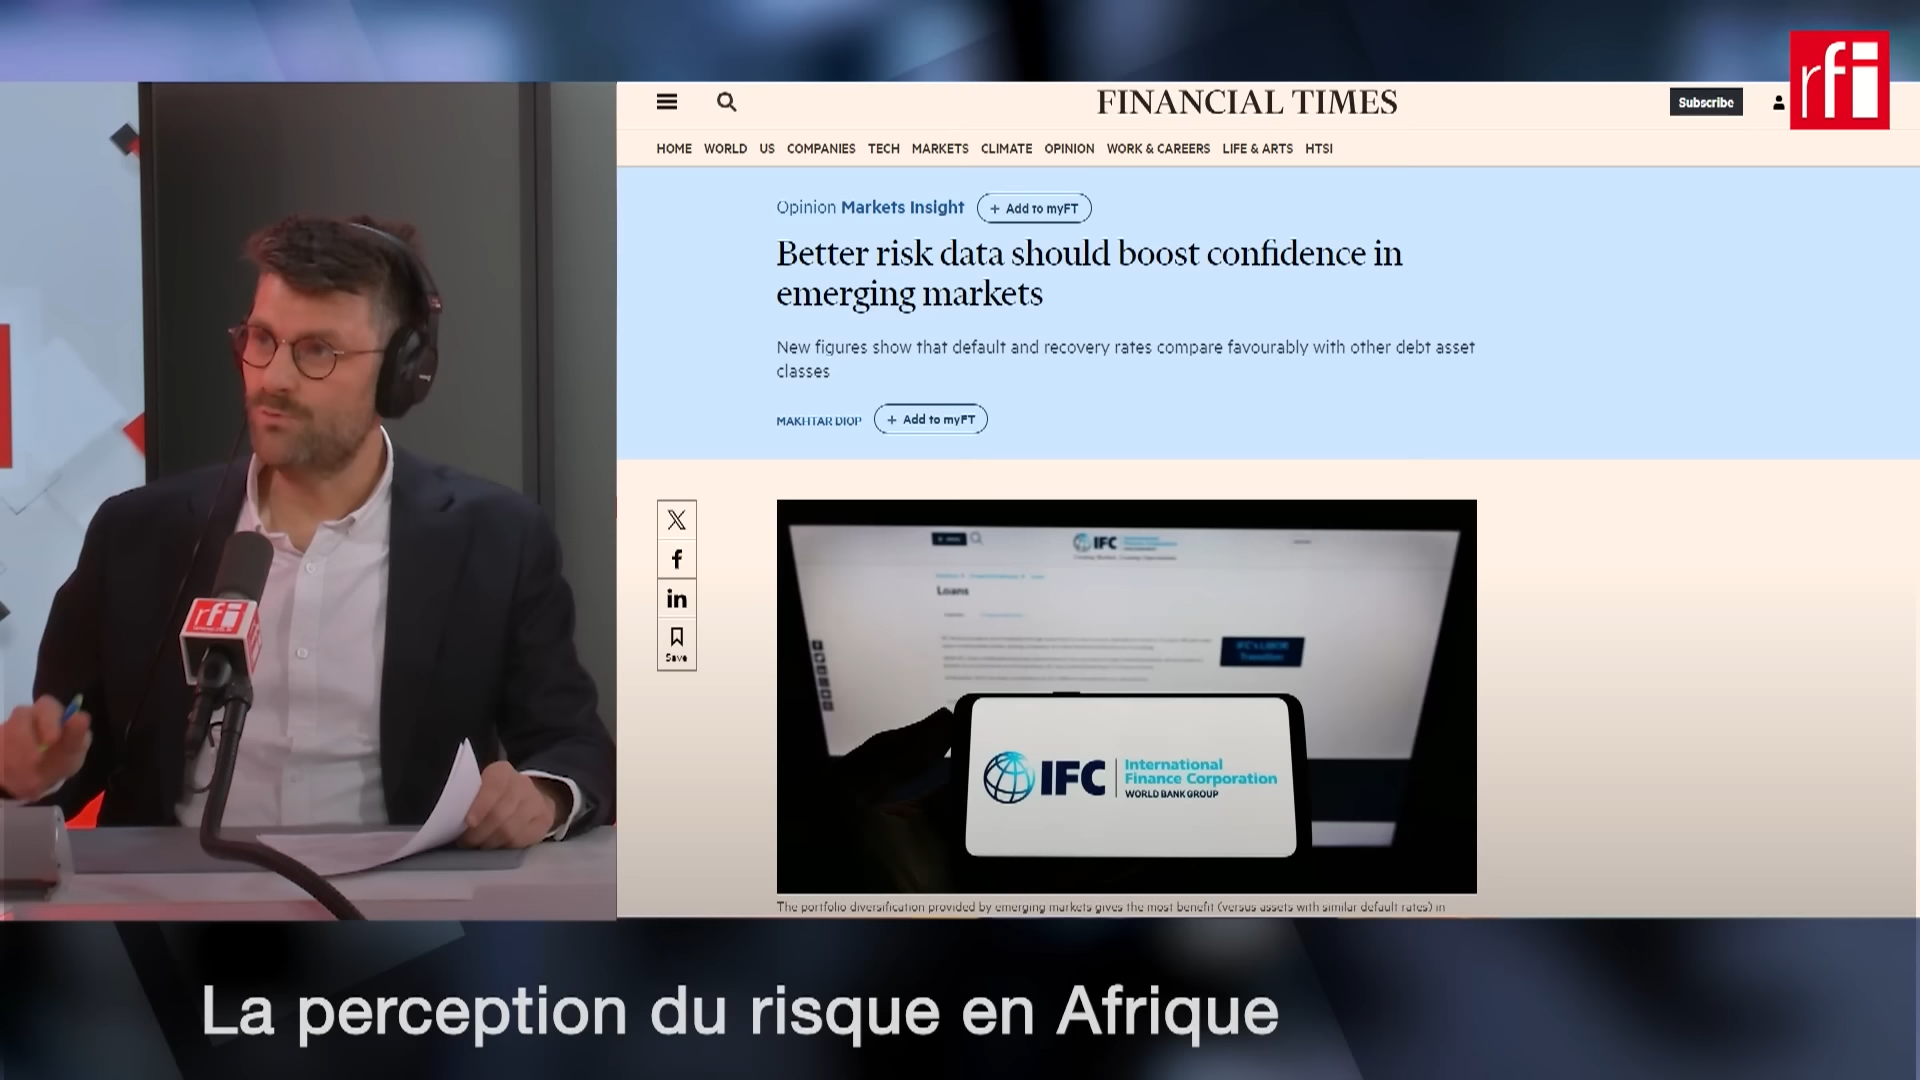 rfi
FINANCIAL TIMES
Subscribe
HOME WORLD US COMPANIES TECH MARKETS CLIMATE OPINION WORK & CAREERS LIFE & ARTS HTSI
Opinion Markets Insight
+ Add to myFT
Better risk data should boost confidence in
emerging markets
New figures show that default and recovery rates compare favourably with other debt asset
classes
MAKHTAR DIOP
+ Add to myFT
X
f
in
Save
IFC
Loans
IFC
International
Finance Corporation
WORLD BANK GROUP
The portfolio diversification provided by emerging markets gives the most benefit (versus assets with similar default rates) in
rfi
La perception du risque en Afrique